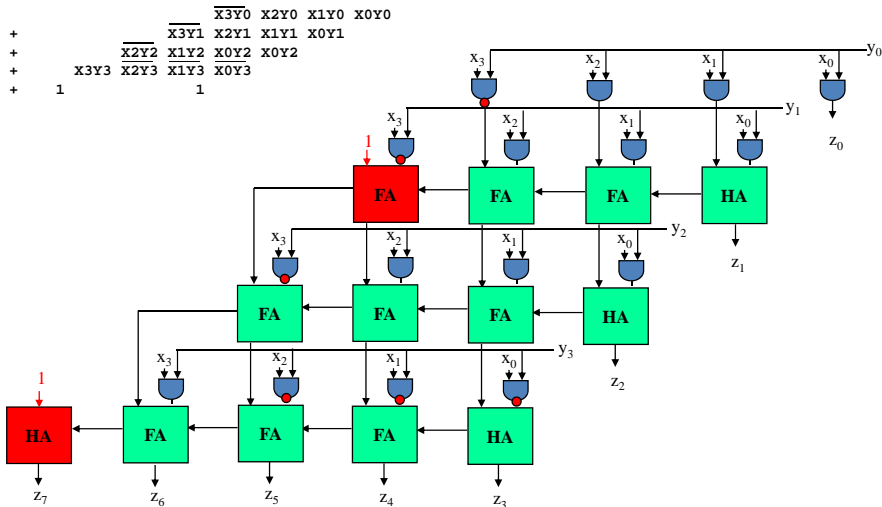 X3Y0 X2Y0 X1Y0 X0Y0
+ X3Y1 X2Y1 X1Y1 X0Y1
+ X2Y2 X1Y2 X0Y2 X0Y2
+ X3Y3 X2Y3 X1Y3 X0Y3
+ 1 1
x3 x2 x1 x0 y0
x3 x2 x1 x0 y1
z0
1
FA FA FA HA
z1
x3 x2 x1 x0 y2
FA FA FA HA
z2
x3 x2 x1 x0 y3
1
HA FA FA FA HA
z7 z6 z5 z4 z3